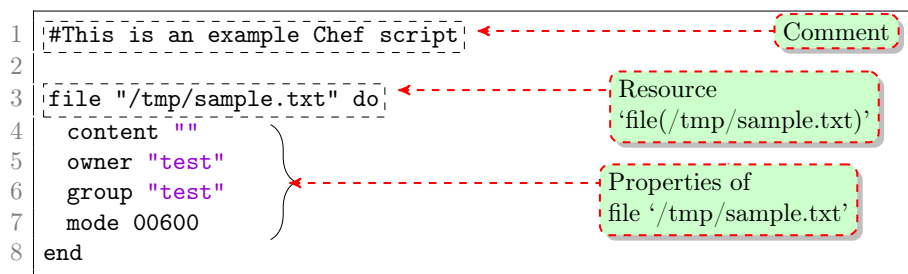 1 #This is an example Chef script
Comment
2
3 file "/tmp/sample.txt" do
Resource
‘file(/tmp/sample.txt)’
4 content ""
5 owner "test"
6 group "test"
7 mode 00600
Properties of
file ‘/tmp/sample.txt’
8 end